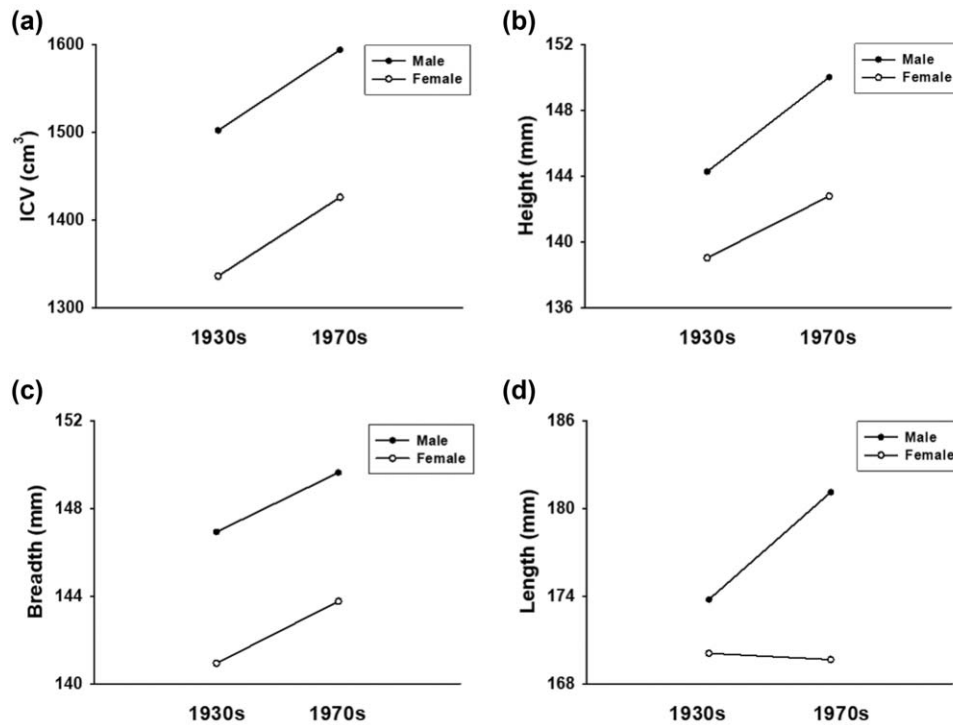 (a)
1600
1500
1400
1300
ICV (cm³)
Male
Female
1930s 1970s
(b)
152
148
144
140
136
Height (mm)
Male
Female
1930s 1970s
(c)
152
148
144
140
Breadth (mm)
Male
Female
1930s 1970s
(d)
186
180
174
168
Length (mm)
Male
Female
1930s 1970s